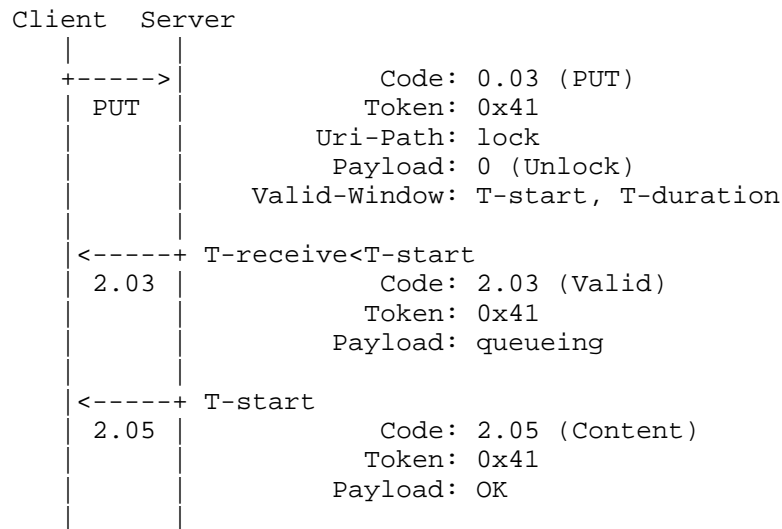 Client Server
PUT
Code: 0.03 (PUT)
Token: 0x41
Uri-Path: lock
Payload: 0 (Unlock)
Valid-Window: T-start, T-duration
T-receive<T-start
2.03 Code: 2.03 (Valid)
Token: 0x41
Payload: queueing
T-start
2.05 Code: 2.05 (Content)
Token: 0x41
Payload: OK